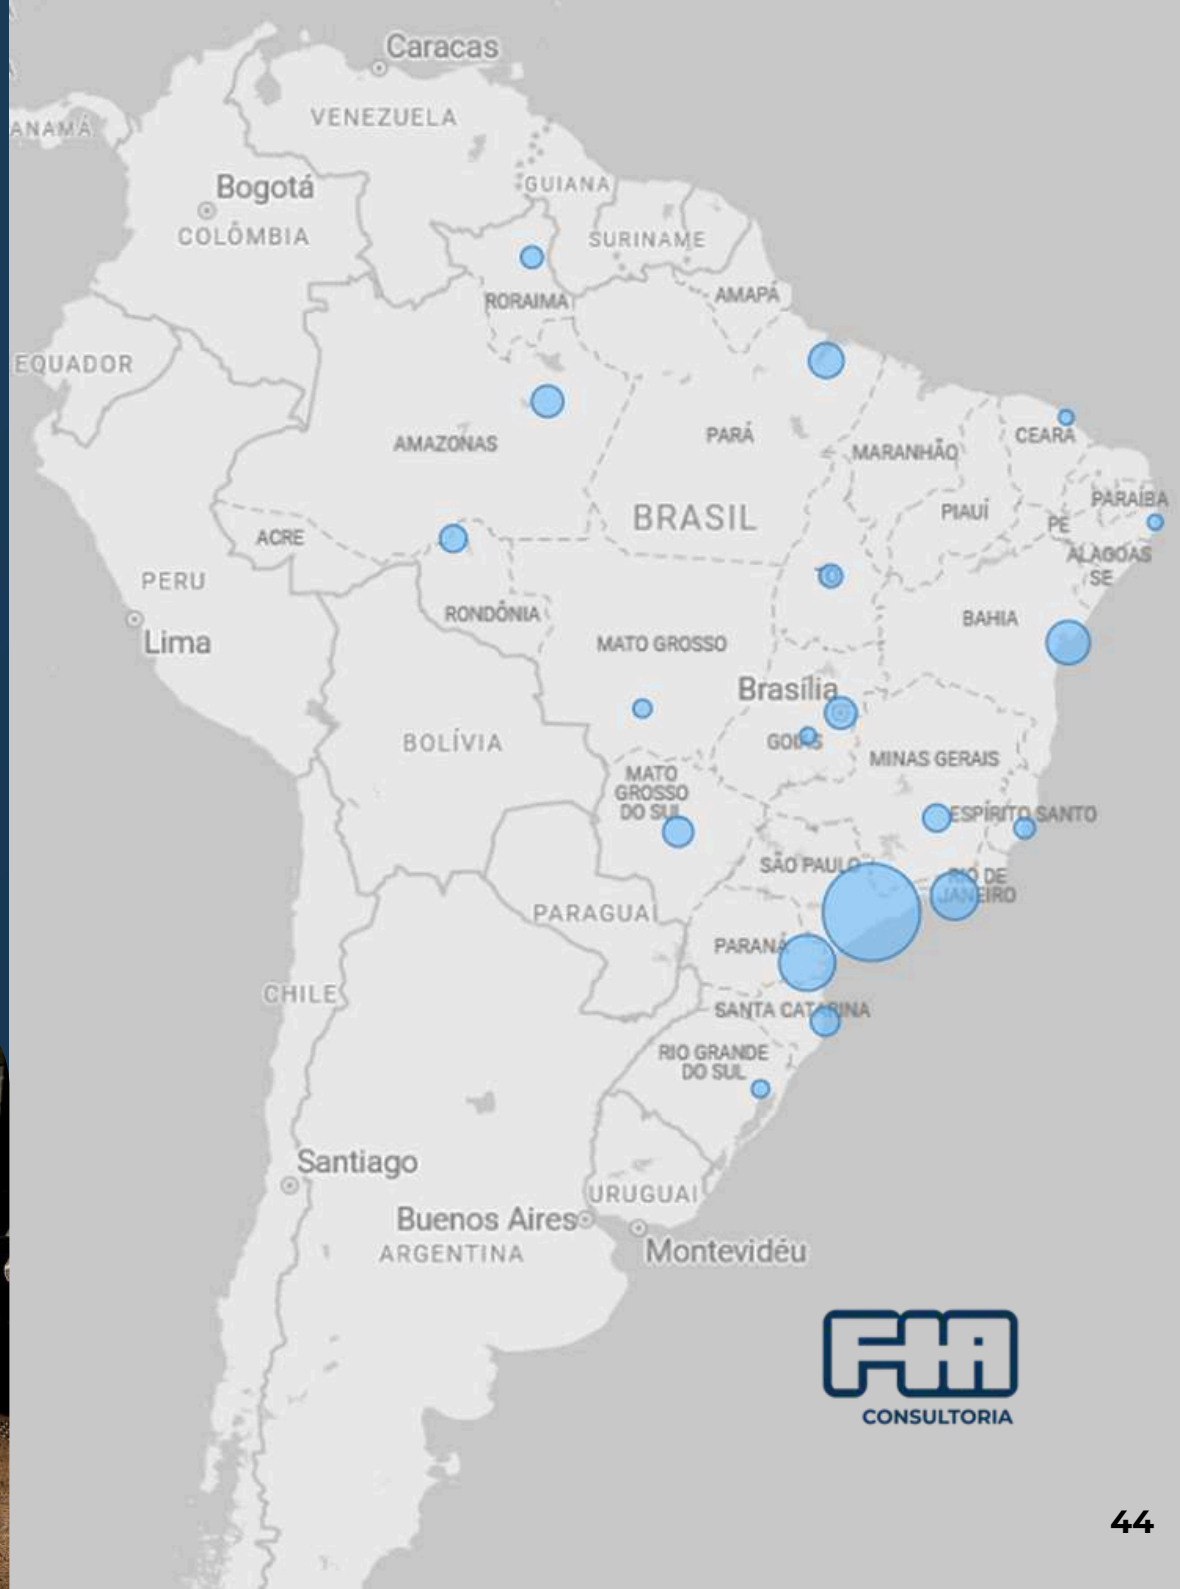 Caracas
VENEZUELA
ANAMÁ
Bogotá
GUIANA
COLÔMBIA
SURINAME
RORAIMA
AMAPÁ
EQUADOR
AMAZONAS
PARÁ
CEARÁ
MARANHÃO
PARAÍBA
PIAUÍ
BRASIL
PE
ACRE
ALAGOAS
SE
PERU
RONDÔNIA
BAHIA
Lima
MATO GROSSO
Brasília
BOLÍVIA
GOIÁS
MINAS GERAIS
MATO
GROSSO
DO SUL
ESPÍRITO SANTO
SÃO PAULO
RIO DE
JANEIRO
PARAGUAI
PARANÁ
CHILE
SANTA CATARINA
RIO GRANDE
DO SUL
Santiago
URUGUAI
Buenos Aires
ARGENTINA
Montevidéu
FIA
CONSULTORIA
44